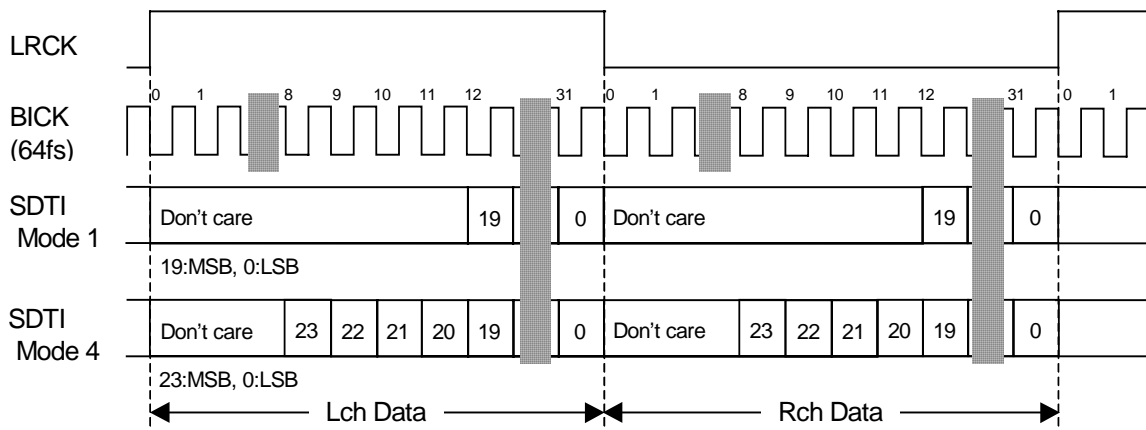 LRCK
BICK
(64fs)
0 1 8 9 10 11 12 31 0 1 8 9 10 11 12 31 0 1
SDTI
Mode 1
Don't care 19 0 Don't care 19 0
19:MSB, 0:LSB
SDTI
Mode 4
Don't care 23 22 21 20 19 0 Don't care 23 22 21 20 19 0
23:MSB, 0:LSB
Lch Data Rch Data